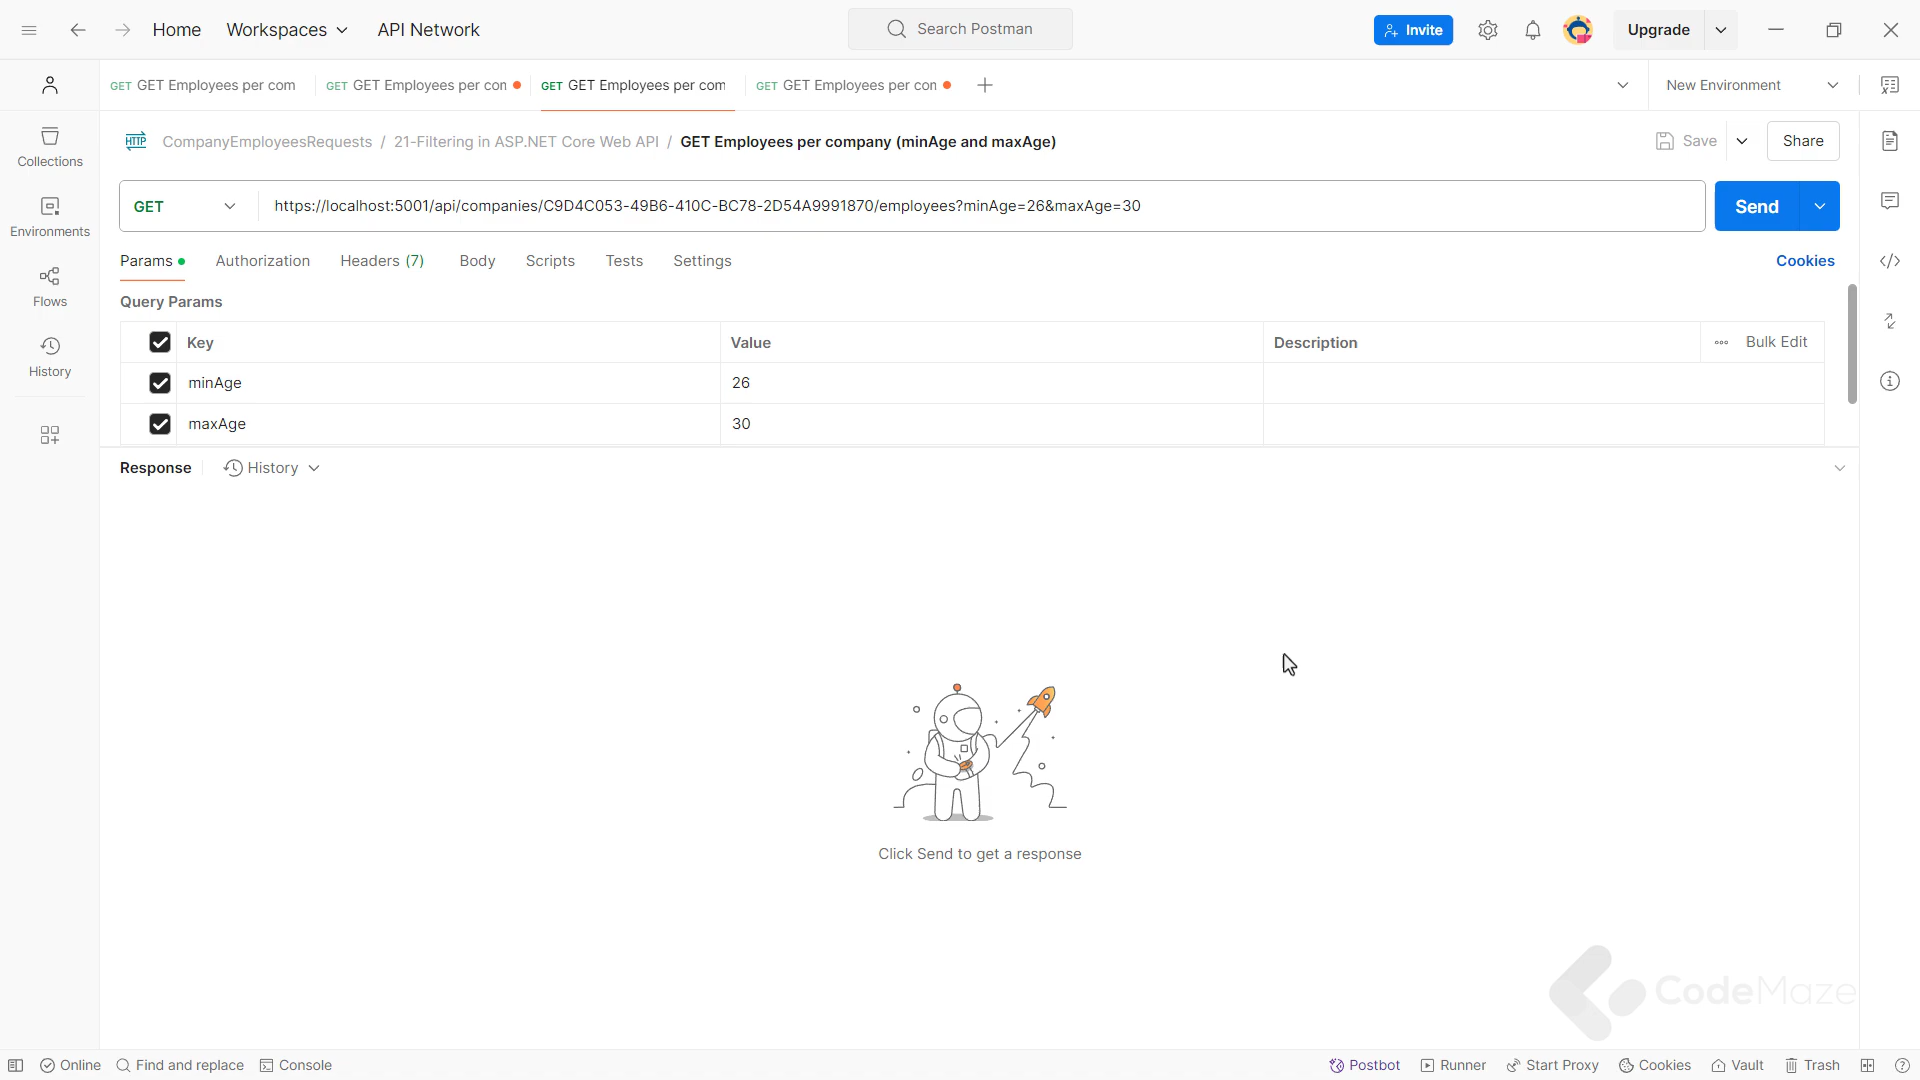 Home Workspaces API Network Search Postman Invite Upgrade
GET GET Employees per com GET GET Employees per con GET GET Employees per com GET GET Employees per con New Environment
HTTP CompanyEmployeesRequests / 21-Filtering in ASP.NET Core Web API / GET Employees per company (minAge and maxAge) Save Share
Collections
GET https://localhost:5001/api/companies/C9D4C053-49B6-410C-BC78-2D54A9991870/employees?minAge=26&maxAge=30 Send
Environments
Params Authorization Headers (7) Body Scripts Tests Settings Cookies
Flows
Query Params
Key Value Description Bulk Edit
History
minAge 26
maxAge 30
Response History
Click Send to get a response
CodeMaze
Online Find and replace Console Postbot Runner Start Proxy Cookies Vault Trash